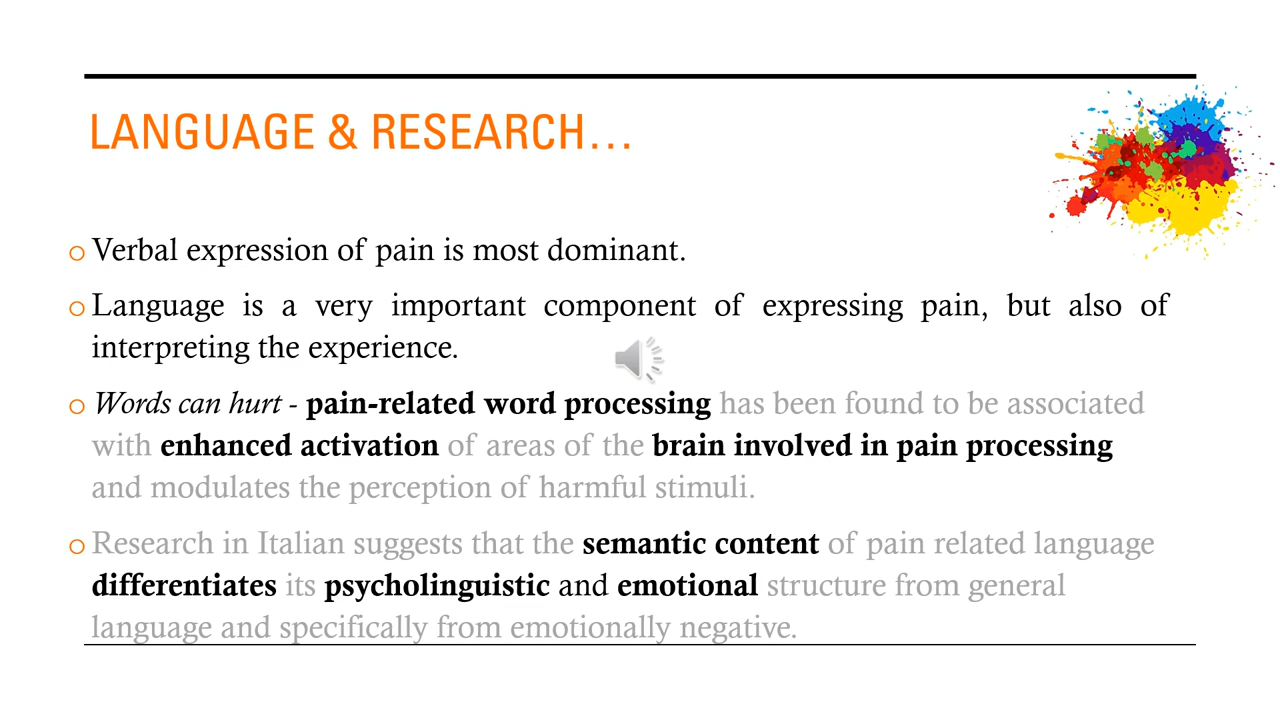 LANGUAGE & RESEARCH…
o Verbal expression of pain is most dominant.
o Language is a very important component of expressing pain, but also of
interpreting the experience.
o Words can hurt - pain-related word processing has been found to be associated
with enhanced activation of areas of the brain involved in pain processing
and modulates the perception of harmful stimuli.
o Research in Italian suggests that the semantic content of pain related language
differentiates its psycholinguistic and emotional structure from general
language and specifically from emotionally negative.